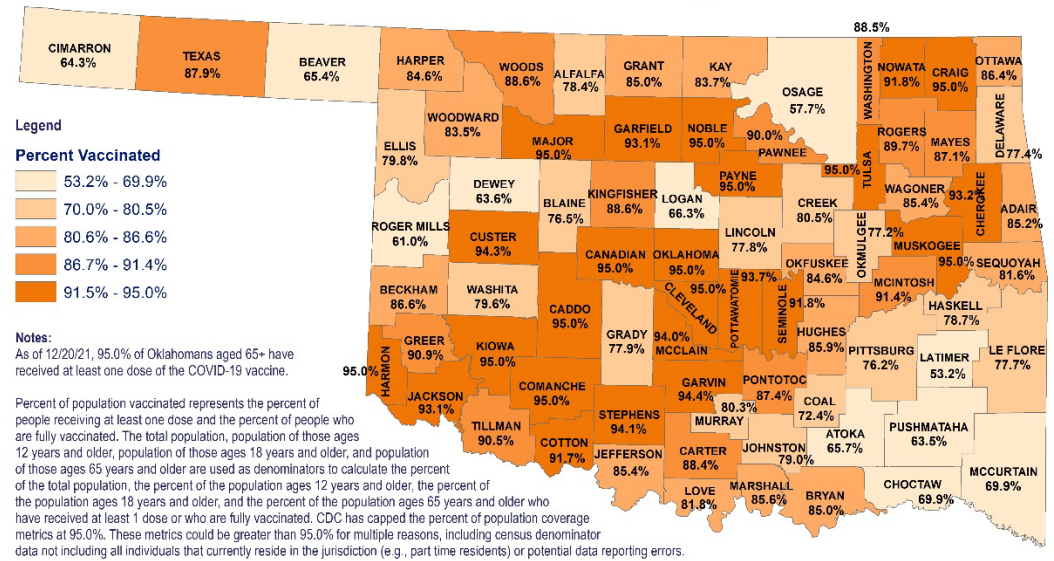 88.5%
CIMARRON
64.3%
TEXAS
87.9%
BEAVER
65.4%
HARPER
84.6%
WOODS
88.6%
ALFALFA
78.4%
GRANT
85.0%
KAY
83.7%
OSAGE
57.7%
WASHINGTON
NOWATA
91.8%
CRAIG
95.0%
OTTAWA
86.4%
WOODWARD
83.5%
ELLIS
79.8%
MAJOR
95.0%
GARFIELD
93.1%
NOBLE
95.0%
90.0%
PAWNEE
ROGERS
89.7%
MAYES
87.1%
DELAWARE
77.4%
Legend
Percent Vaccinated
53.2% - 69.9%
70.0% - 80.5%
80.6% - 86.6%
86.7% - 91.4%
91.5% - 95.0%
DEWEY
63.6%
BLAINE
76.5%
KINGFISHER
88.6%
LOGAN
66.3%
PAYNE
95.0%
95.0%
TULSA
WAGONER
85.4%
93.2%
CHEROKEE
ADAIR
85.2%
ROGER MILLS
61.0%
CUSTER
94.3%
CANADIAN
95.0%
OKLAHOMA
95.0%
LINCOLN
77.8%
CREEK
80.5%
77.2%
OKMULGEE
MUSKOGEE
95.0%
SEQUOYAH
81.6%
BECKHAM
86.6%
WASHITA
79.6%
CADDO
95.0%
GRADY
77.9%
95.0%
CLEVELAND
93.7%
POTTAWATOMIE
SEMINOLE
91.8%
OKFUSKEE
84.6%
MCINTOSH
91.4%
HASKELL
78.7%
Notes:
As of 12/20/21, 95.0% of Oklahomans aged 65+ have
received at least one dose of the COVID-19 vaccine.
95.0%
HARMON
GREER
90.9%
KIOWA
95.0%
94.0%
MCCLAIN
HUGHES
85.9%
PITTSBURG
76.2%
LATIMER
53.2%
LE FLORE
77.7%
JACKSON
93.1%
COMANCHE
95.0%
GARVIN
94.4%
PONTOTOC
87.4%
COAL
72.4%
TILLMAN
90.5%
COTTON
91.7%
STEPHENS
94.1%
80.3%
MURRAY
JOHNSTON
79.0%
ATOKA
65.7%
PUSHMATAHA
63.5%
MCCURTAIN
69.9%
JEFFERSON
85.4%
CARTER
88.4%
LOVE
81.8%
MARSHALL
85.6%
BRYAN
85.0%
CHOCTAW
69.9%
Percent of population vaccinated represents the percent of
people receiving at least one dose and the percent of people who
are fully vaccinated. The total population, population of those ages
12 years and older, population of those ages 18 years and older, and population
of those ages 65 years and older are used as denominators to calculate the percent
of the total population, the percent of the population ages 12 years and older, the percent of
the population ages 18 years and older, and the percent of the population ages 65 years and older who
have received at least 1 dose or who are fully vaccinated. CDC has capped the percent of population coverage
metrics at 95.0%. These metrics could be greater than 95.0% for multiple reasons, including census denominator
data not including all individuals that currently reside in the jurisdiction (e.g., part time residents) or potential data reporting errors.